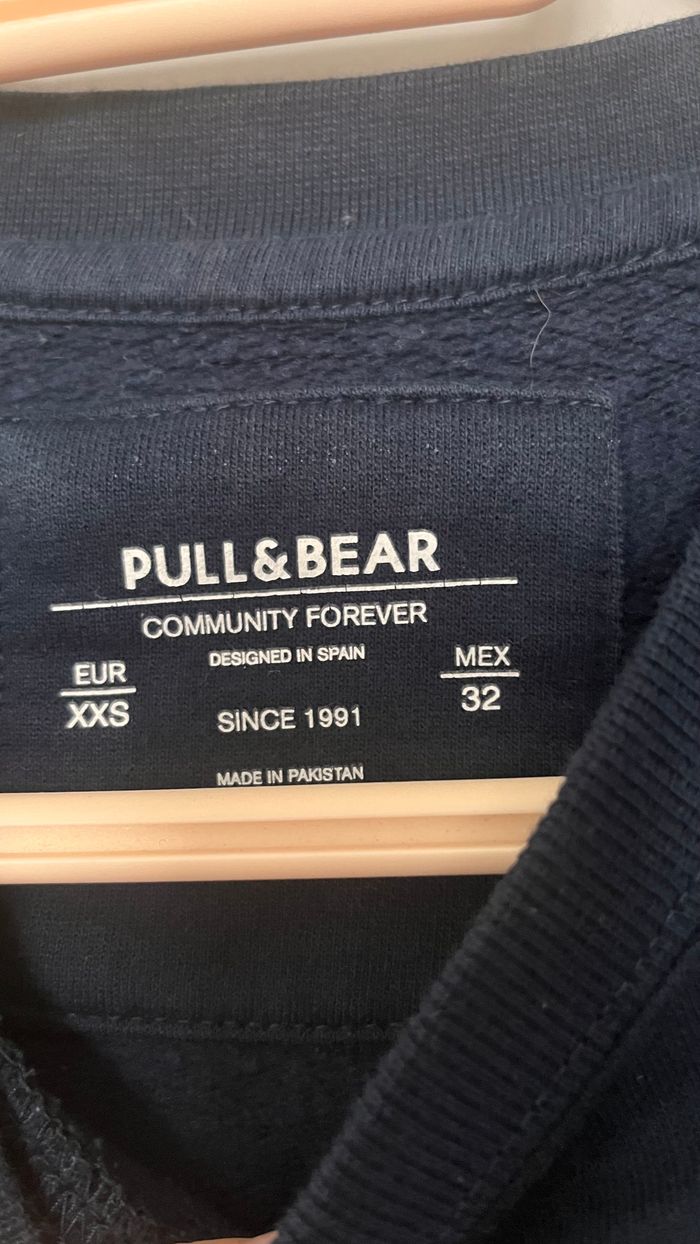 PULL&BEAR
COMMUNITY FOREVER
DESIGNED IN SPAIN
EUR
XXS
MEX
32
SINCE 1991
MADE IN PAKISTAN